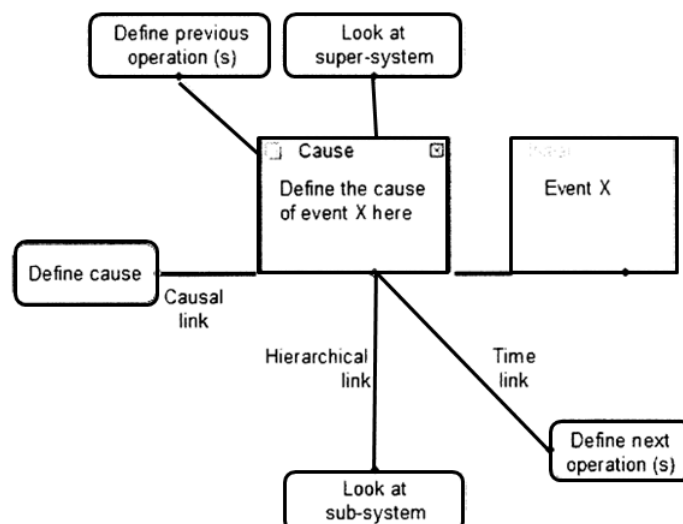 Define previous
operation (s)
Look at
super-system
Cause
Define the cause
of event X here
Event X
Define cause
Causal
link
Hierarchical
link
Time
link
Define next
operation (s)
Look at
sub-system